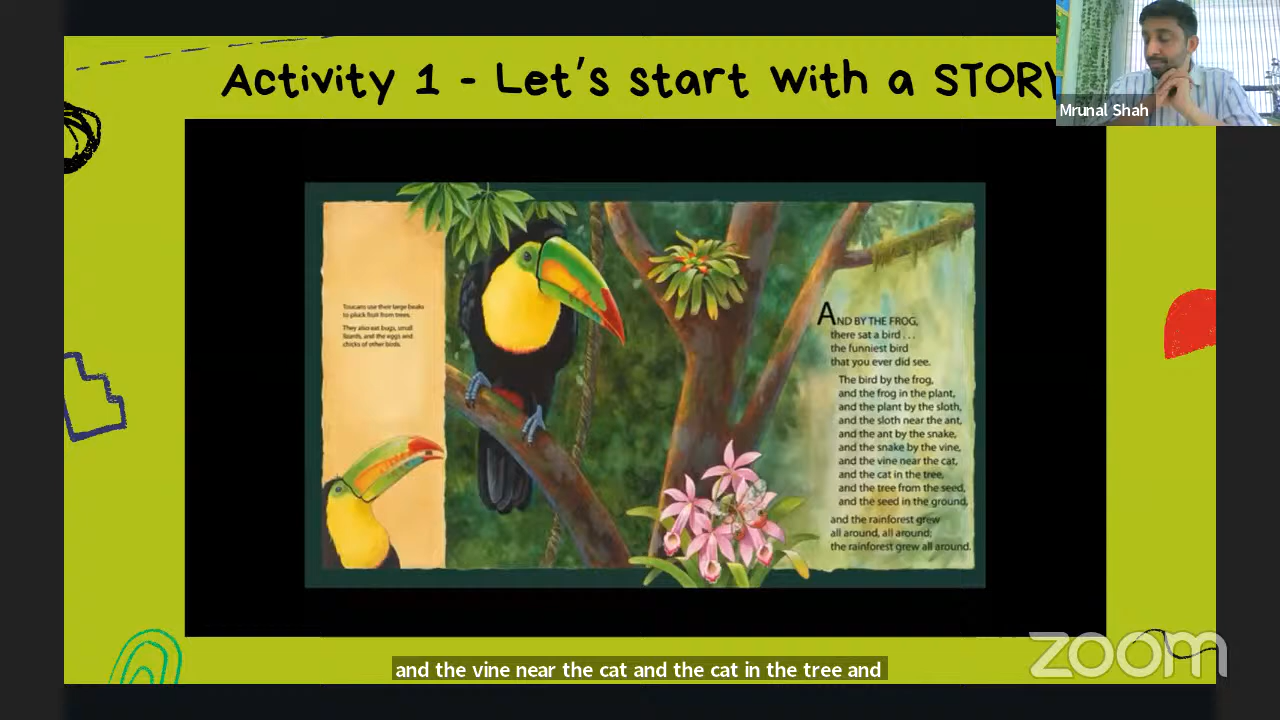 Activity 1 - Let's start with a STORY
Mrunal Shah
Toucans use their large beaks
to pluck fruit from trees.
They also eat bugs, small
lizards, and the eggs and
chicks of other birds.
AND BY THE FROG,
there sat a bird . . .
the funniest bird
that you ever did see.
The bird by the frog,
and the frog in the plant,
and the plant by the sloth,
and the sloth near the ant,
and the ant by the snake,
and the snake by the vine,
and the vine near the cat,
and the cat in the tree,
and the tree from the seed,
and the seed in the ground,
and the rainforest grew
all around, all around;
the rainforest grew all around.
zoom
and the vine near the cat and the cat in the tree and